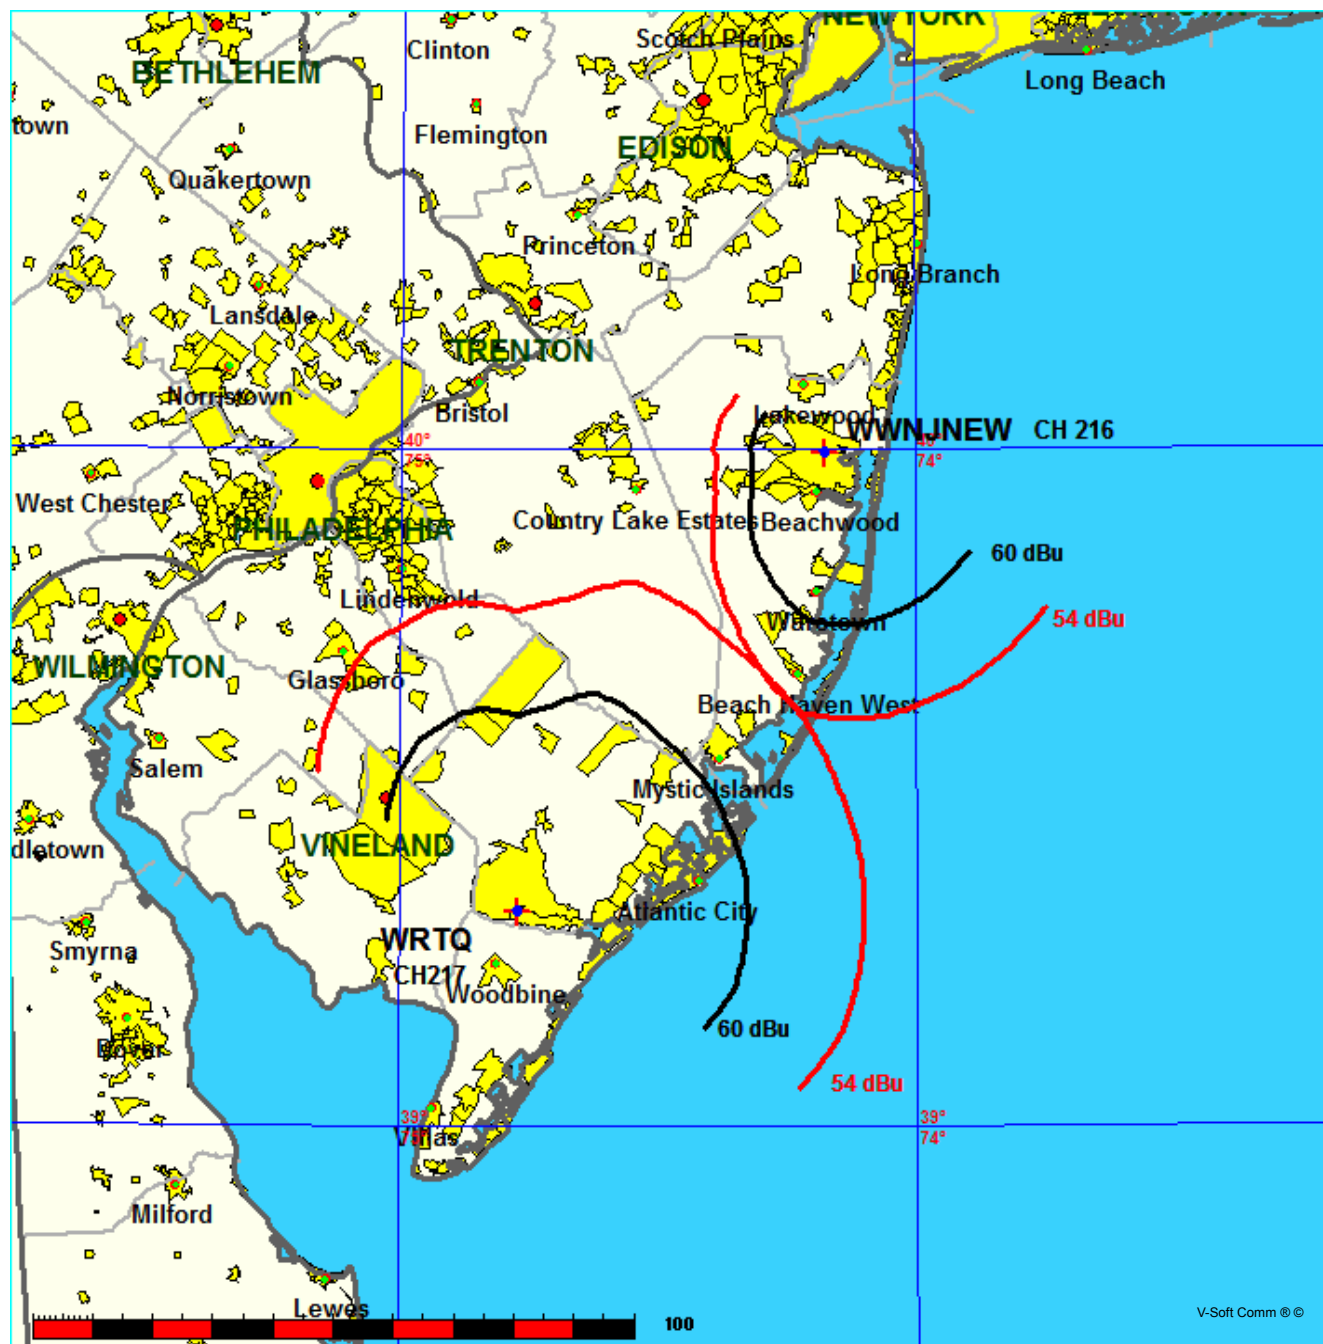 NEW YORK
Clinton
Scotch Plains
BETHLEHEM
Long Beach
town
Flemington
EDISON
Quakertown
Princeton
Long Branch
Lansdale
TRENTON
Norristown
Bristol
Lakewood
WWNJNEW CH 216
40°
75°
74°
West Chester
Country Lake Estates
Beachwood
PHILADELPHIA
60 dBu
Lindenwold
Waretown
54 dBu
WILMINGTON
Glassboro
Beach Haven West
Salem
Mystic Islands
VINELAND
dletown
Atlantic City
WRTQ
Smyrna
CH217
Woodbine
60 dBu
Dover
54 dBu
39°
39
74°
Villas
Milford
Lewes
100
V-Soft Comm ® ©